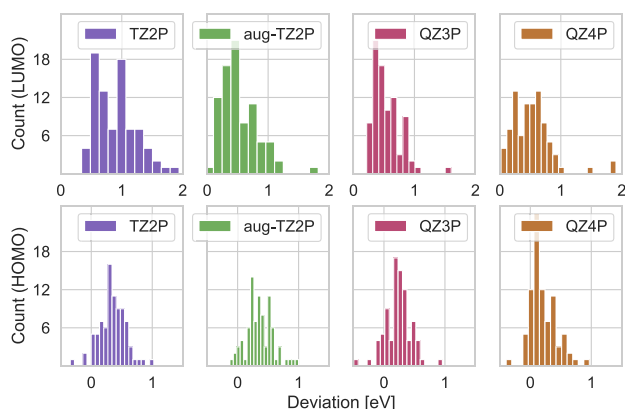 TZ2P
aug-TZ2P
QZ3P
QZ4P
Count (LUMO)
18
12
6
0 1 2
0 1 2
0 1 2
0 1 2
TZ2P
aug-TZ2P
QZ3P
QZ4P
Count (HOMO)
18
12
6
0 1
0 1
0 1
0 1
Deviation [eV]